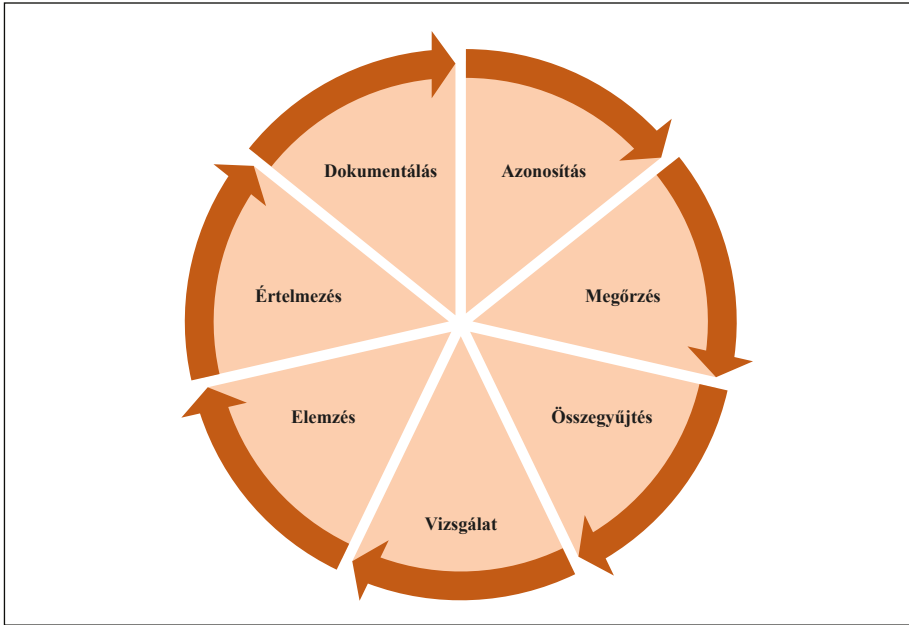 Azonosítás
Megőrzés
Összegyűjtés
Vizsgálat
Elemzés
Értelmezés
Dokumentálás